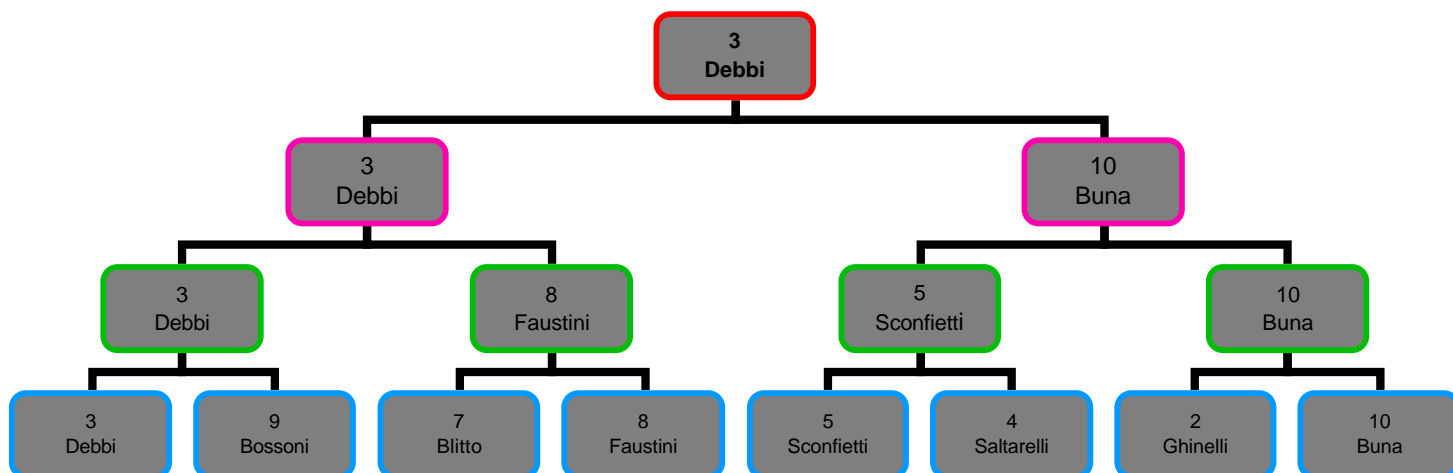 3
Debbi
3
Debbi
10
Buna
3
Debbi
8
Faustini
5
Sconfietti
10
Buna
3
Debbi
9
Bossoni
7
Blitto
8
Faustini
5
Sconfietti
4
Saltarelli
2
Ghinelli
10
Buna